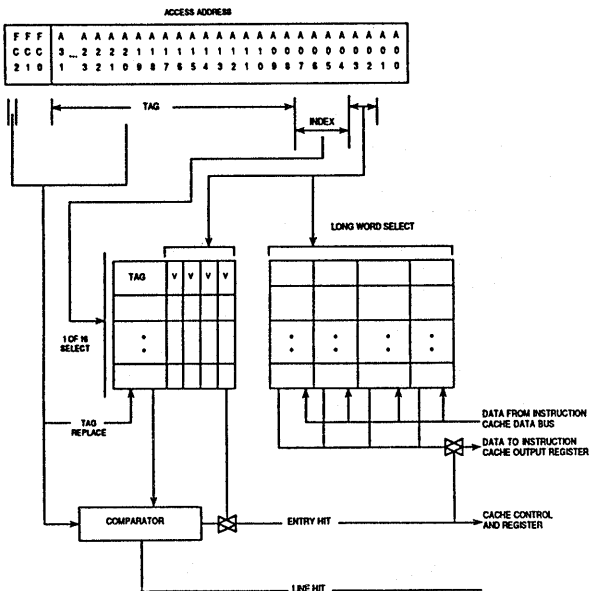 ACCESS ADDRESS
F F F A A A A A A A A A A A A A A A A A A A A A A A A A
C C C 3 ... 2 2 2 2 1 1 1 1 1 1 1 1 1 1 0 0 0 0 0 0 0 0 0 0
2 1 0 1 3 2 1 0 9 8 7 6 5 4 3 2 1 0 9 8 7 6 5 4 3 2 1 0
TAG
INDEX
LONG WORD SELECT
TAG V V V V
1 OF 16
SELECT
TAG
REPLACE
DATA FROM INSTRUCTION
CACHE DATA BUS
DATA TO INSTRUCTION
CACHE OUTPUT REGISTER
COMPARATOR
ENTRY HIT
CACHE CONTROL
AND REGISTER
LINE HIT